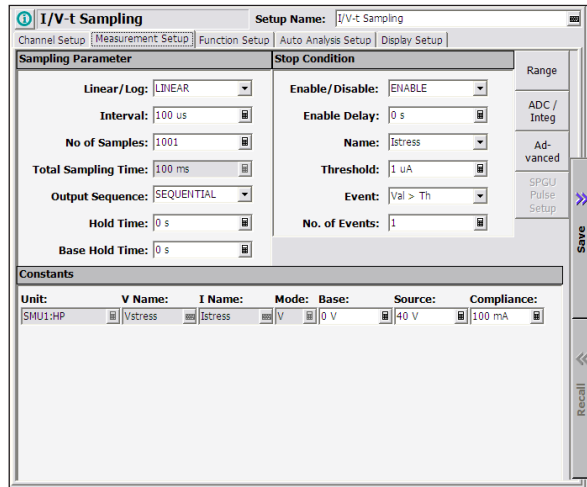 I/V-t Sampling Setup Name: I/V-t Sampling
Channel Setup Measurement Setup Function Setup Auto Analysis Setup Display Setup
Sampling Parameter
Linear/Log: LINEAR
Interval: 100 us
No of Samples: 1001
Total Sampling Time: 100 ms
Output Sequence: SEQUENTIAL
Hold Time: 0 s
Base Hold Time: 0 s
Stop Condition
Enable/Disable: ENABLE
Enable Delay: 0 s
Name: Istress
Threshold: 1 uA
Event: Val > Th
No. of Events: 1
Range
ADC /
Integ
Ad-
vanced
SPGU
Pulse
Setup
Save
Recall
Constants
Unit: V Name: I Name: Mode: Base: Source: Compliance:
SMU1:HP Vstress Istress V 0 V 40 V 100 mA